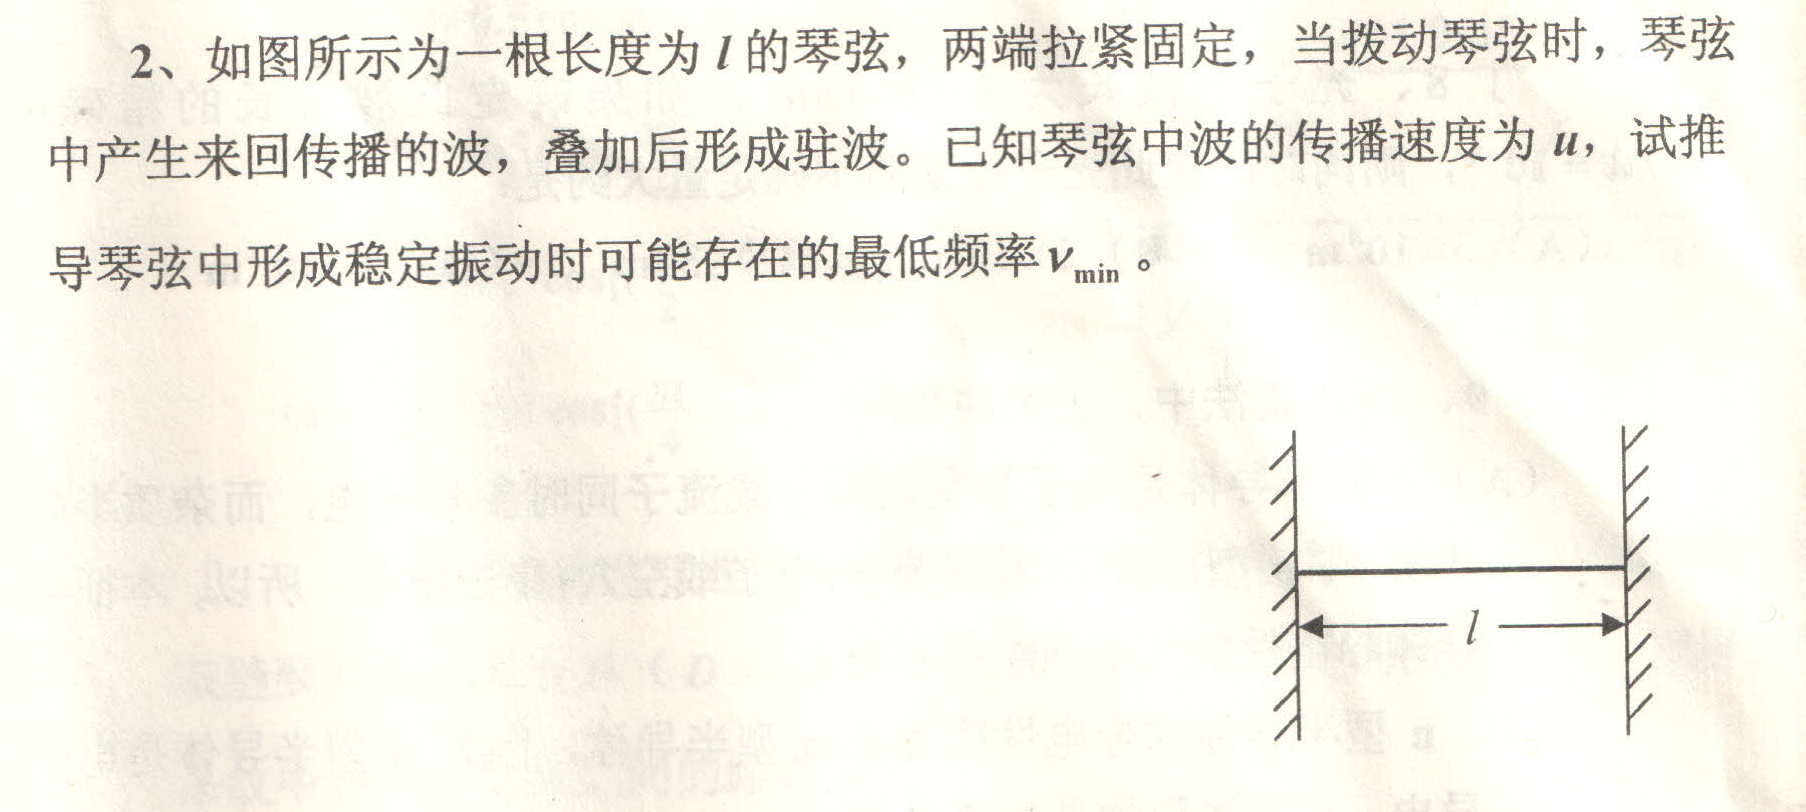 2、如图所示为一根长度为 l 的琴弦，两端拉紧固定，当拨动琴弦时，琴弦
中产生来回传播的波，叠加后形成驻波。已知琴弦中波的传播速度为 u，试推
导琴弦中形成稳定振动时可能存在的最低频率 ν_min 。
l